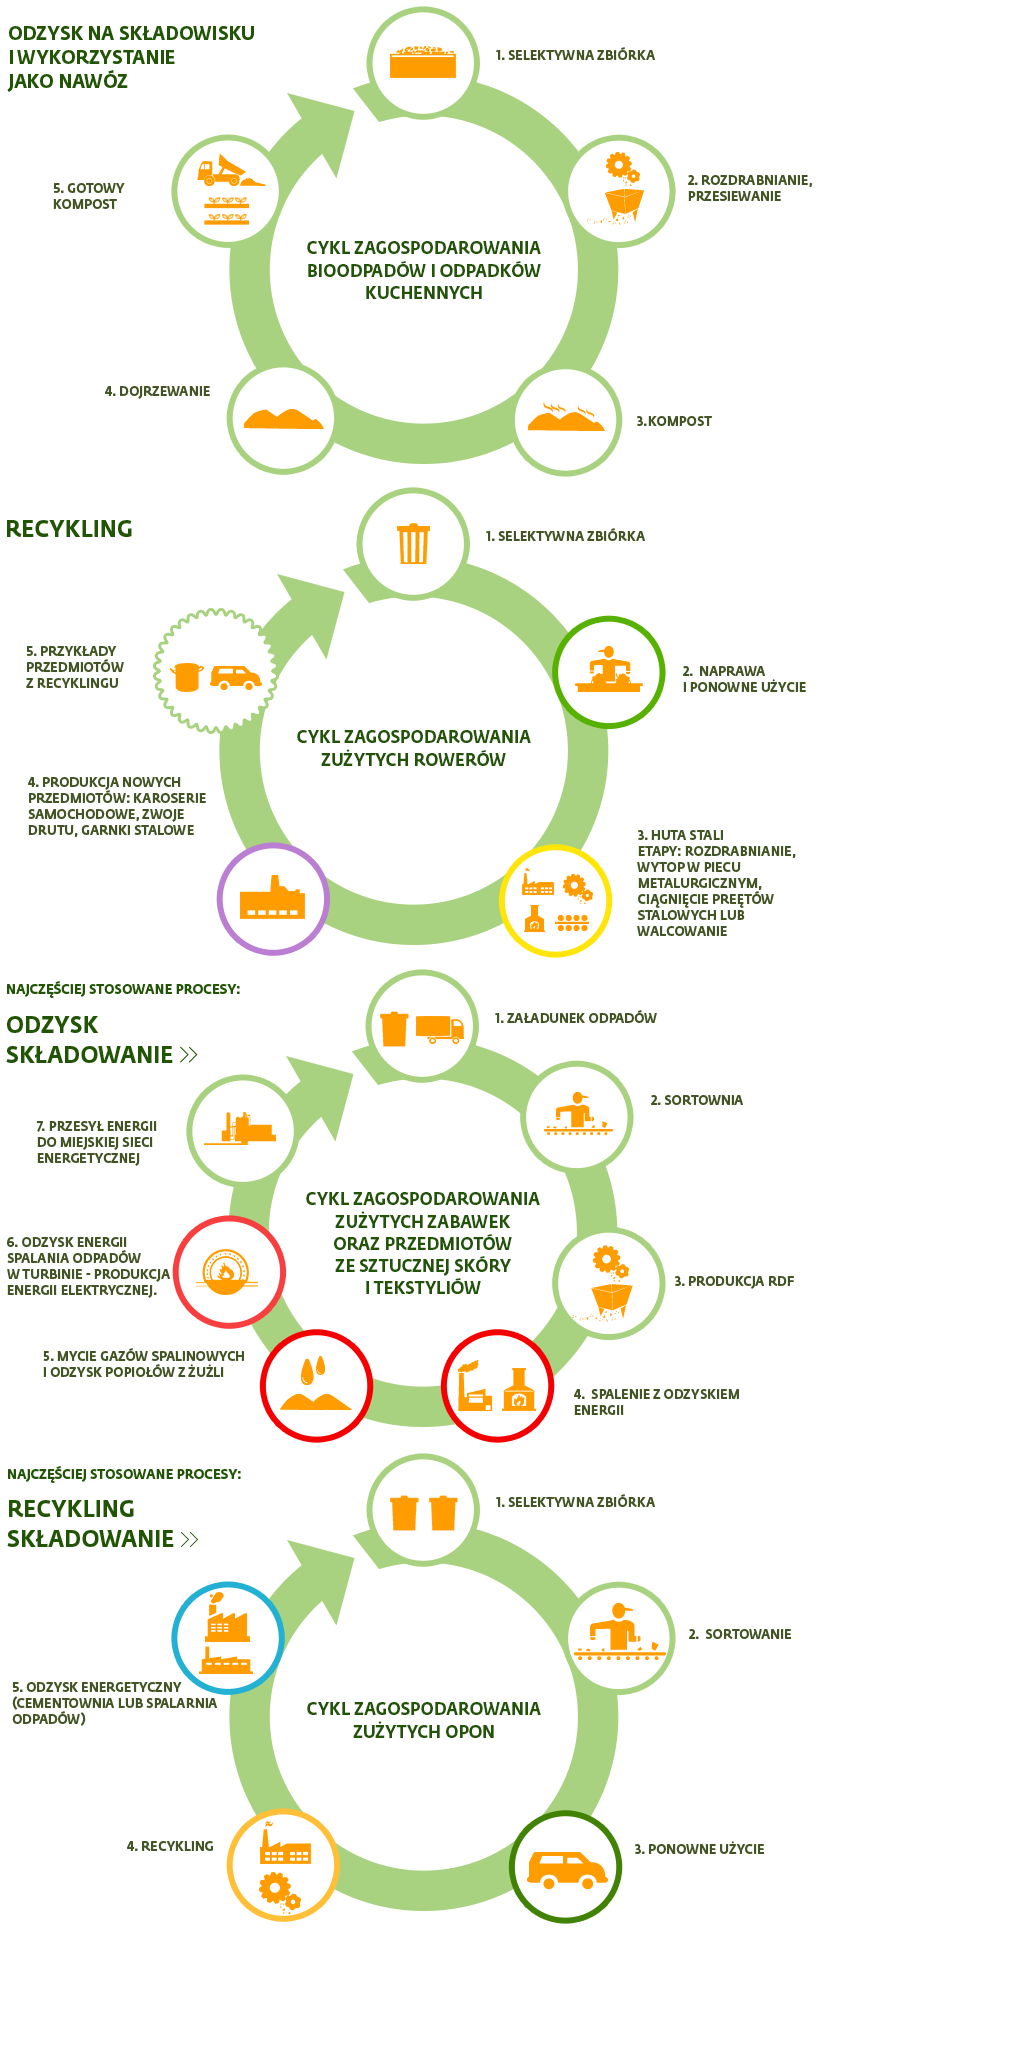 ODZYSK NA SKŁADOWISKU
I WYKORZYSTANIE
JAKO NAWÓZ
1. SELEKTYWNA ZBIÓRKA
2. ROZDRABNIANIE,
PRZESIEWANIE
5. GOTOWY
KOMPOST
CYKL ZAGOSPODAROWANIA
BIOODPADÓW I ODPADKÓW
KUCHENNYCH
4. DOJRZEWANIE
3.KOMPOST
RECYKLING
1. SELEKTYWNA ZBIÓRKA
5. PRZYKŁADY
PRZEDMIOTÓW
Z RECYKLINGU
2. NAPRAWA
I PONOWNE UŻYCIE
CYKL ZAGOSPODAROWANIA
ZUŻYTYCH ROWERÓW
4. PRODUKCJA NOWYCH
PRZEDMIOTÓW: KAROSERIE
SAMOCHODOWE, ZWOJE
DRUTU, GARNKI STALOWE
3. HUTA STALI
ETAPY: ROZDRABNIANIE,
WYTOP W PIECU
METALURGICZNYM,
CIĄGNIĘCIE PREĘTÓW
STALOWYCH LUB
WALCOWANIE
NAJCZĘŚCIEJ STOSOWANE PROCESY:
ODZYSK
SKŁADOWANIE >>
1. ZAŁADUNEK ODPADÓW
2. SORTOWNIA
7. PRZESYŁ ENERGII
DO MIEJSKIEJ SIECI
ENERGETYCZNEJ
CYKL ZAGOSPODAROWANIA
ZUŻYTYCH ZABAWEK
ORAZ PRZEDMIOTÓW
ZE SZTUCZNEJ SKÓRY
I TEKSTYLIÓW
6. ODZYSK ENERGII
SPALANIA ODPADÓW
W TURBINIE - PRODUKCJA
ENERGII ELEKTRYCZNEJ.
3. PRODUKCJA RDF
5. MYCIE GAZÓW SPALINOWYCH
I ODZYSK POPIOŁÓW Z ŻUŻLI
4. SPALENIE Z ODZYSKIEM
ENERGII
NAJCZĘŚCIEJ STOSOWANE PROCESY:
RECYKLING
SKŁADOWANIE >>
1. SELEKTYWNA ZBIÓRKA
2. SORTOWANIE
5. ODZYSK ENERGETYCZNY
(CEMENTOWNIA LUB SPALARNIA
ODPADÓW)
CYKL ZAGOSPODAROWANIA
ZUŻYTYCH OPON
4. RECYKLING
3. PONOWNE UŻYCIE